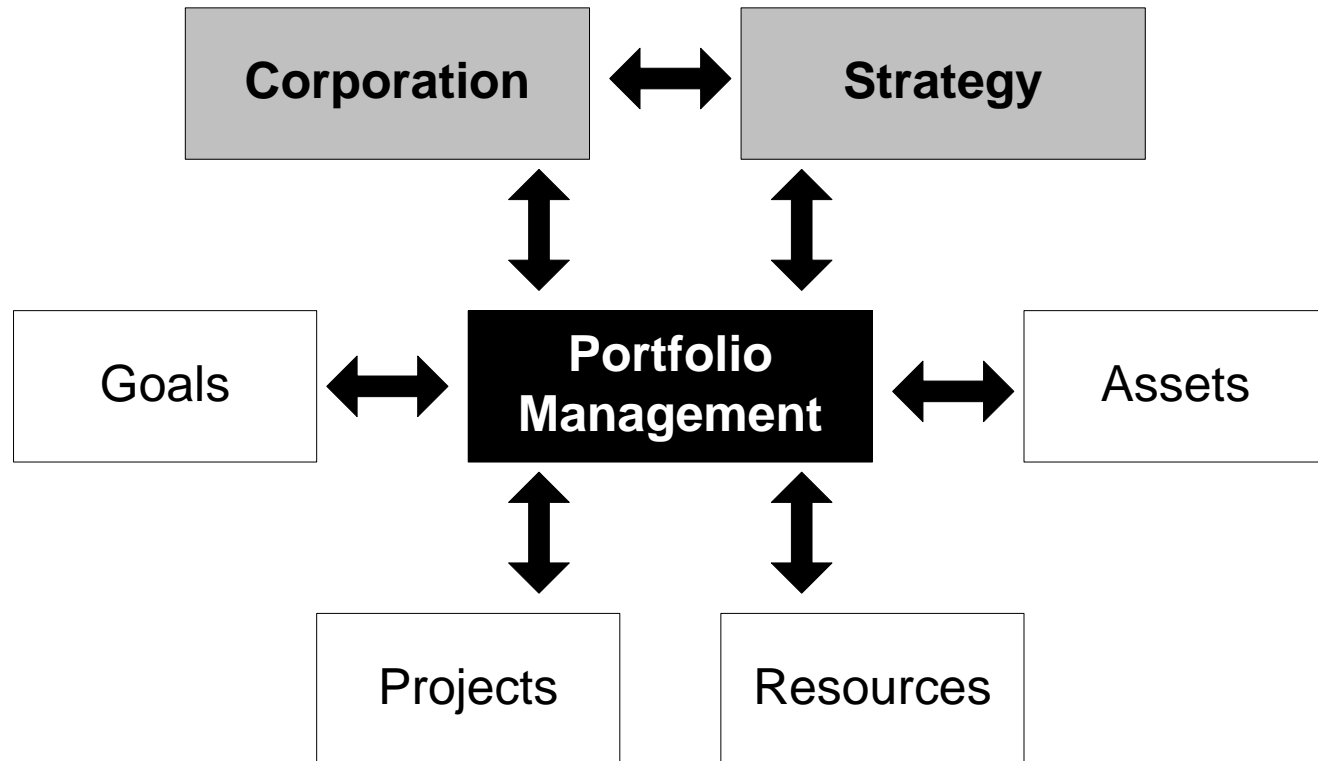 Corporation
Strategy
Goals
Portfolio
Management
Assets
Projects
Resources